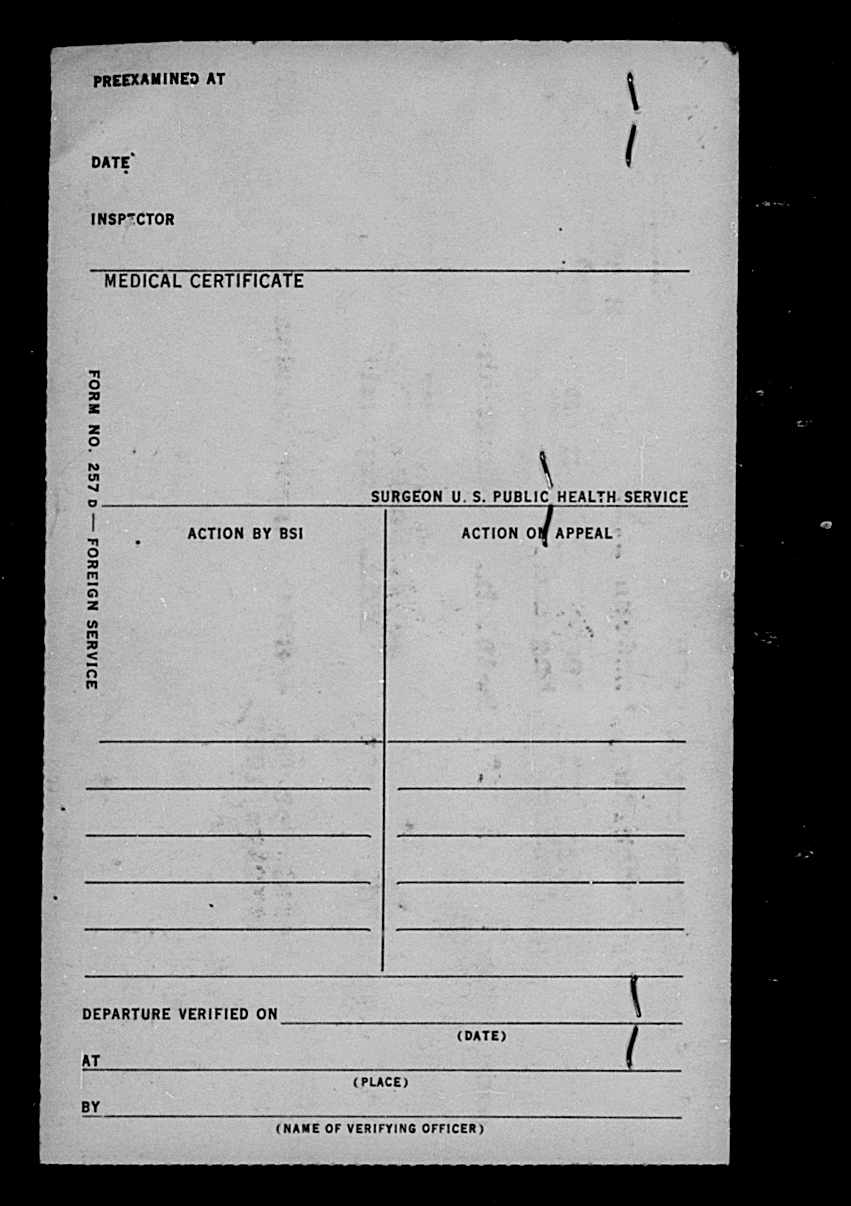 PREEXAMINED AT
DATE
INSPECTOR
MEDICAL CERTIFICATE
FORM NO. 257 D — FOREIGN SERVICE
SURGEON U. S. PUBLIC HEALTH SERVICE
ACTION BY BSI
ACTION ON APPEAL
DEPARTURE VERIFIED ON
(DATE)
AT
(PLACE)
BY
(NAME OF VERIFYING OFFICER)